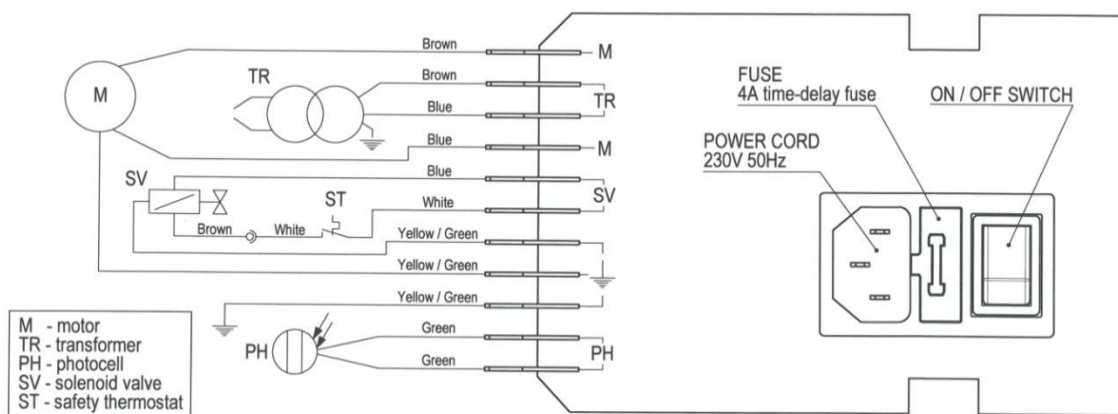 Brown
M
TR
Brown
TR
Blue
M
Blue
M
SV
Blue
SV
ST
White
Brown
White
Yellow / Green
Yellow / Green
Yellow / Green
Green
PH
PH
Green
M - motor
TR - transformer
PH - photocell
SV - solenoid valve
ST - safety thermostat
FUSE
4A time-delay fuse
ON / OFF SWITCH
POWER CORD
230V 50Hz